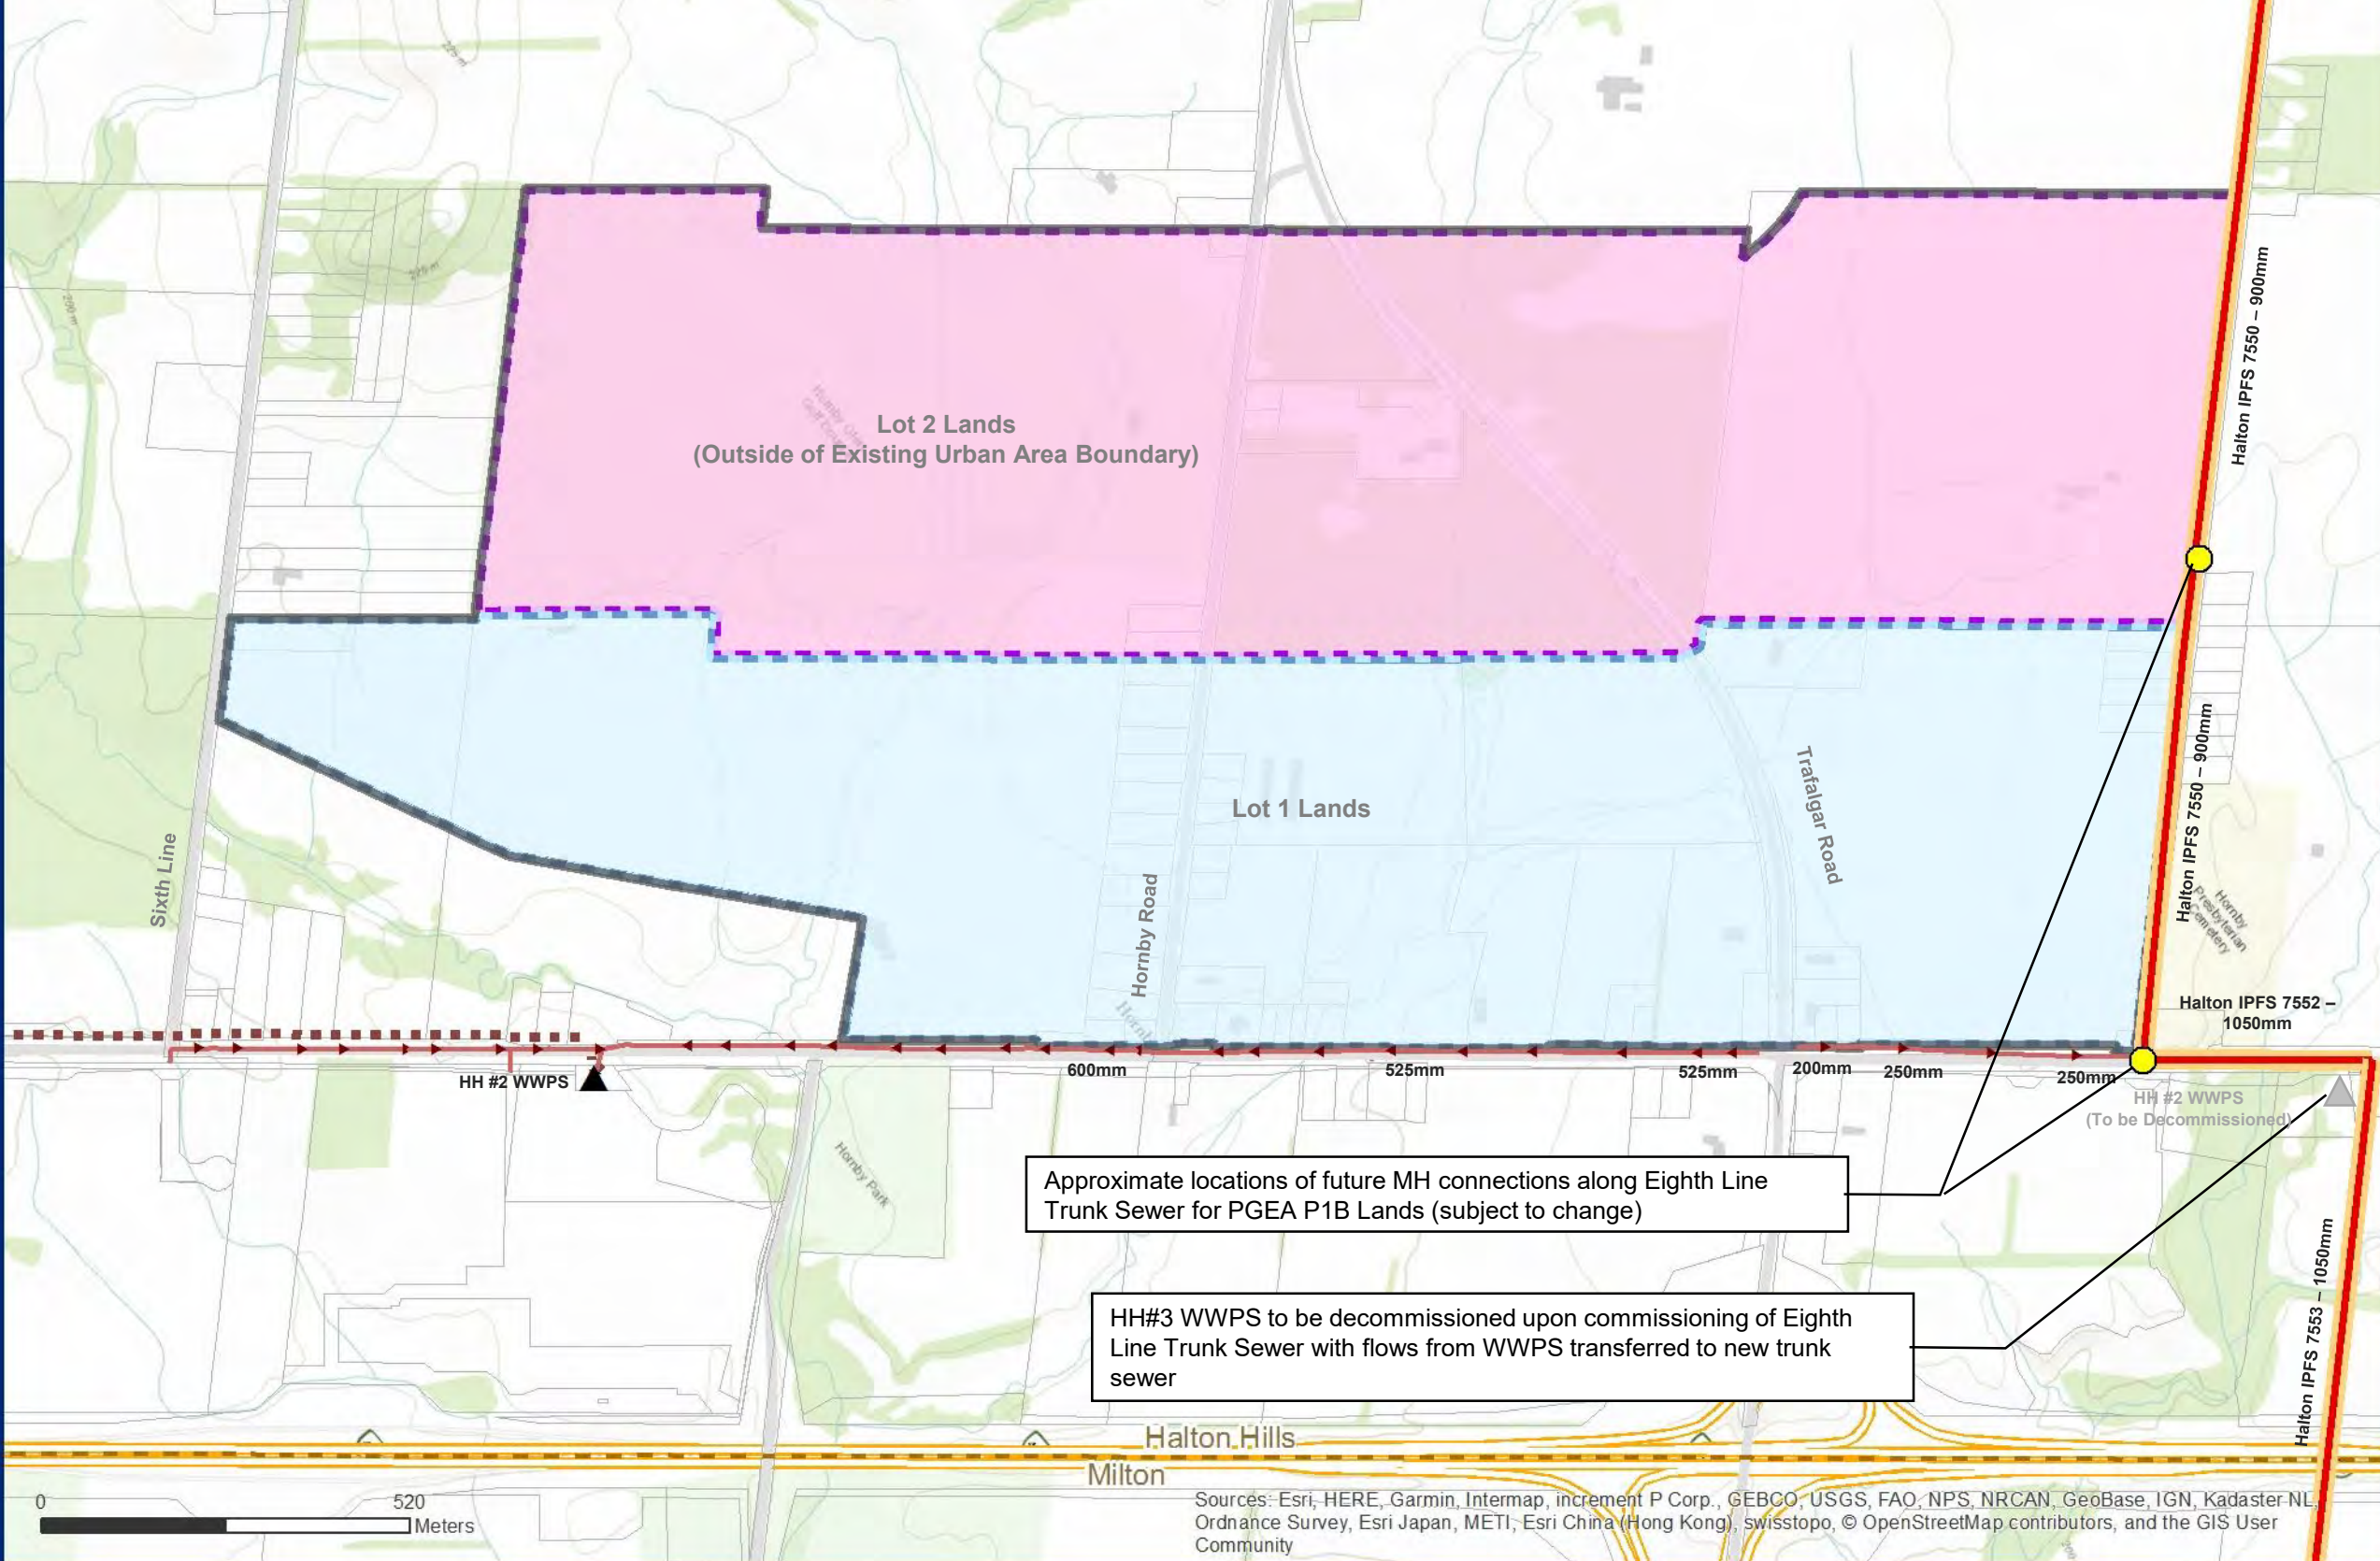 225 m
225 m
200 m
Halton IPFS 7550 – 900mm
Lot 2 Lands
(Outside of Existing Urban Area Boundary)
Halton IPFS 7550 – 900mm
Lot 1 Lands
Trafalgar Road
Sixth Line
Hornby Road
Hornby
Presbyterian
Cemetery
Halton IPFS 7552 –
1050mm
HH #2 WWPS
600mm
525mm
525mm
200mm
250mm
250mm
HH #2 WWPS
(To be Decommissioned)
Hornby Park
Approximate locations of future MH connections along Eighth Line
Trunk Sewer for PGEA P1B Lands (subject to change)
HH#3 WWPS to be decommissioned upon commissioning of Eighth
Line Trunk Sewer with flows from WWPS transferred to new trunk
sewer
Halton IPFS 7553 – 1050mm
Halton Hills
Milton
0
520
Meters
Sources: Esri, HERE, Garmin, Intermap, increment P Corp., GEBCO, USGS, FAO, NPS, NRCAN, GeoBase, IGN, Kadaster NL,
Ordnance Survey, Esri Japan, METI, Esri China (Hong Kong), swisstopo, © OpenStreetMap contributors, and the GIS User
Community